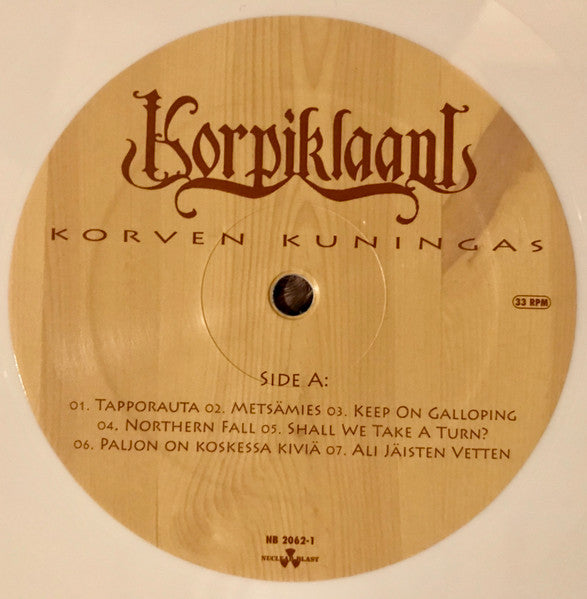 Korpiklaani
KORVEN KUNINGAS
33 RPM
SIDE A:
01. TAPPORAUTA 02. METSÄMIES 03. KEEP ON GALLOPING
04. NORTHERN FALL 05. SHALL WE TAKE A TURN?
06. PALJON ON KOSKESSA KIVIÄ 07. ALI JÄISTEN VETTEN
NB 2062-1
NUCLEAR BLAST